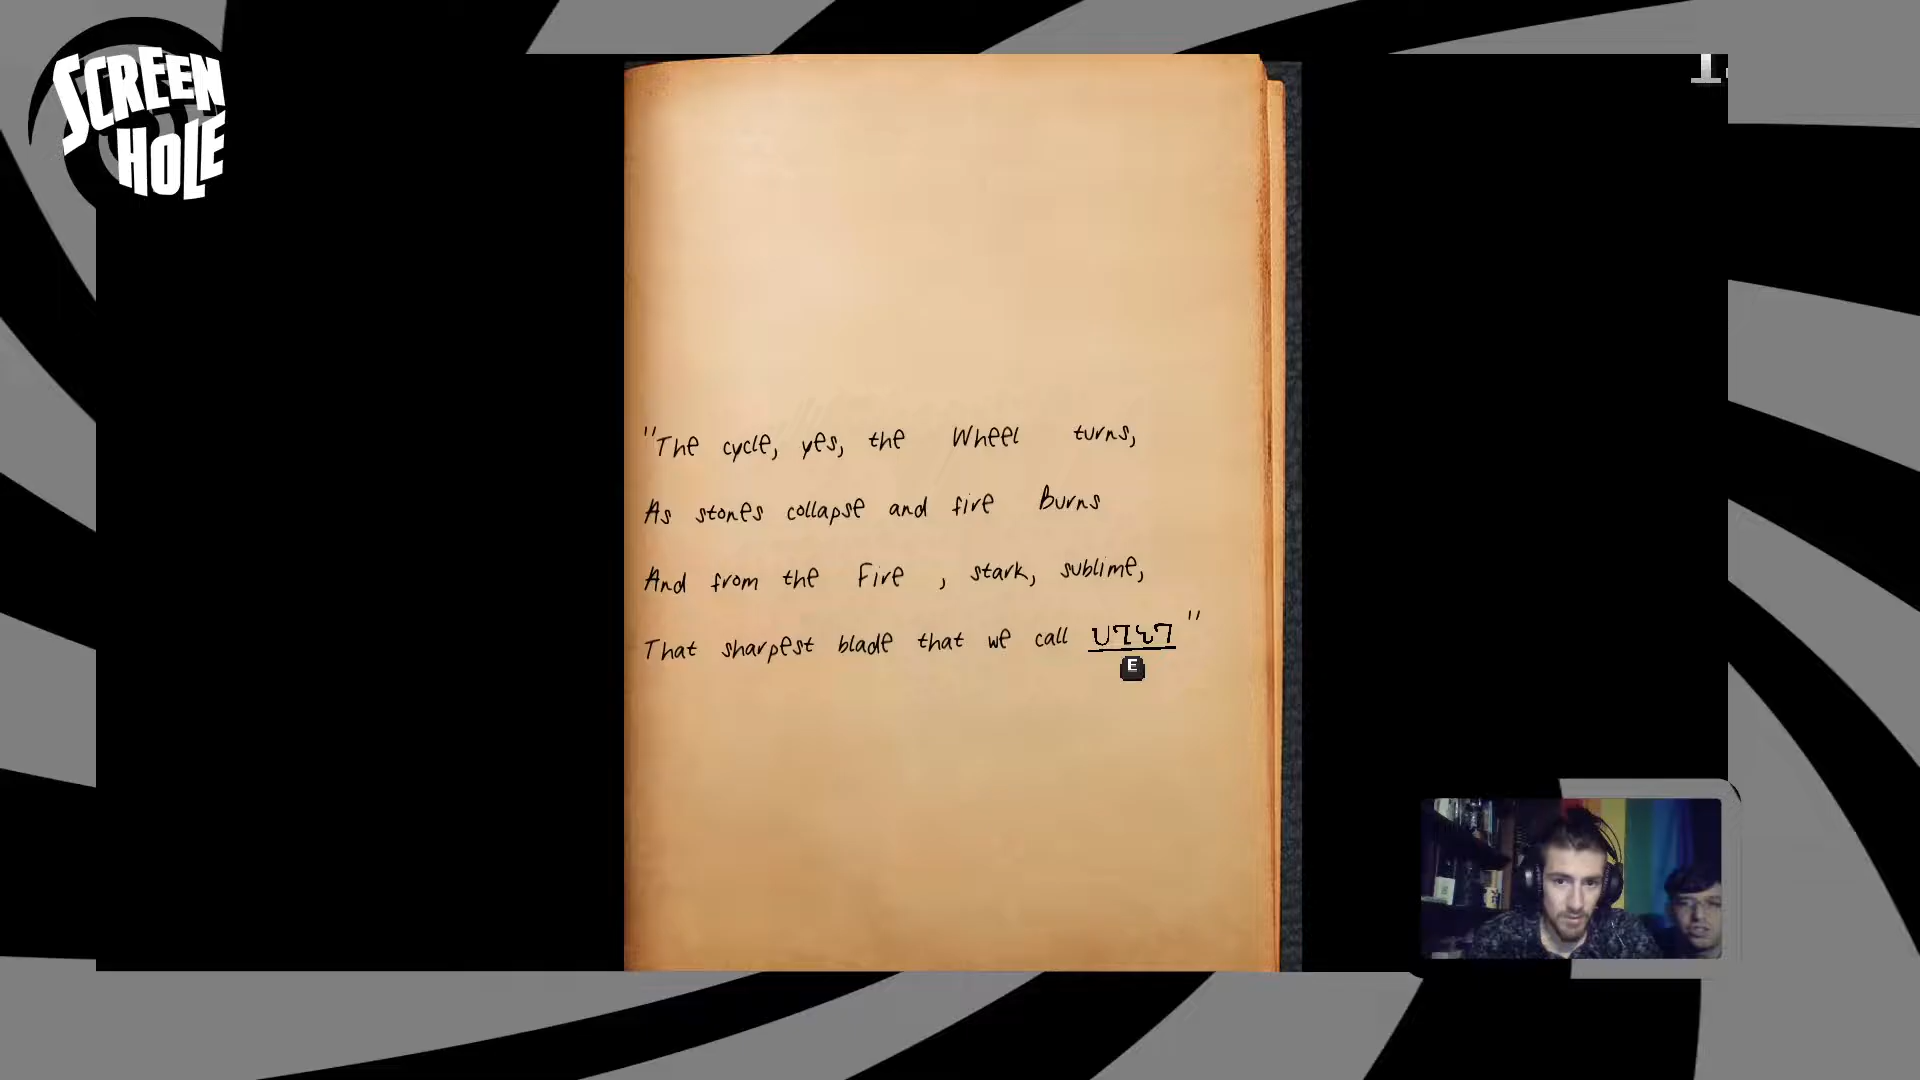 SCREEN
HOLE
"The cycle, yes, the Wheel turns,
As stones collapse and fire Burns
And from the Fire , stark, sublime,
That sharpest blade that we call "
E